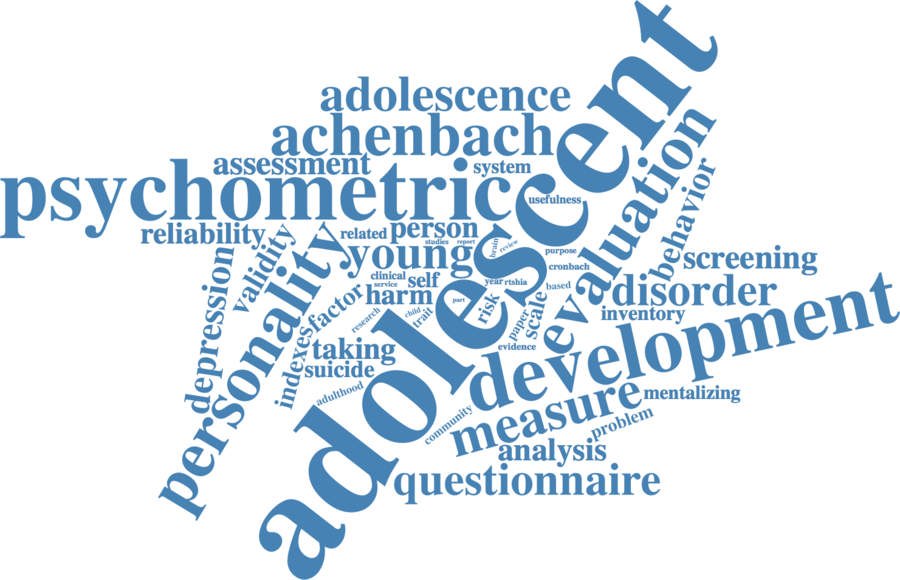 adolescent
adolescence
achenbach
assessment
system
psychometric
usefulness
evaluation
behavior
reliability
related
person
studies
report
brain
review
purpose
validity
young
cronbach
screening
depression
personality
clinical
service
self
year
rtshia
based
disorder
factor
harm
part
risk
scale
inventory
development
research
child
trait
paper
indexes
taking
evidence
suicide
adulthood
measure
mentalizing
community
problem
analysis
questionnaire